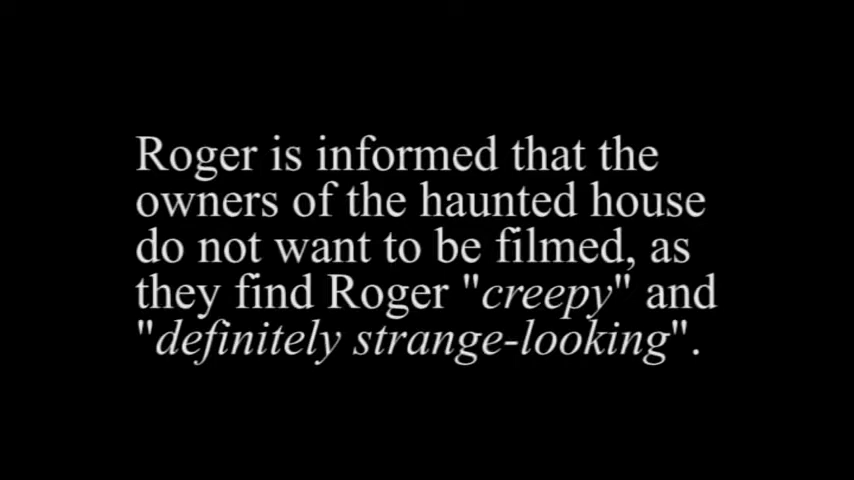 Roger is informed that the
owners of the haunted house
do not want to be filmed, as
they find Roger "creepy" and
"definitely strange-looking".